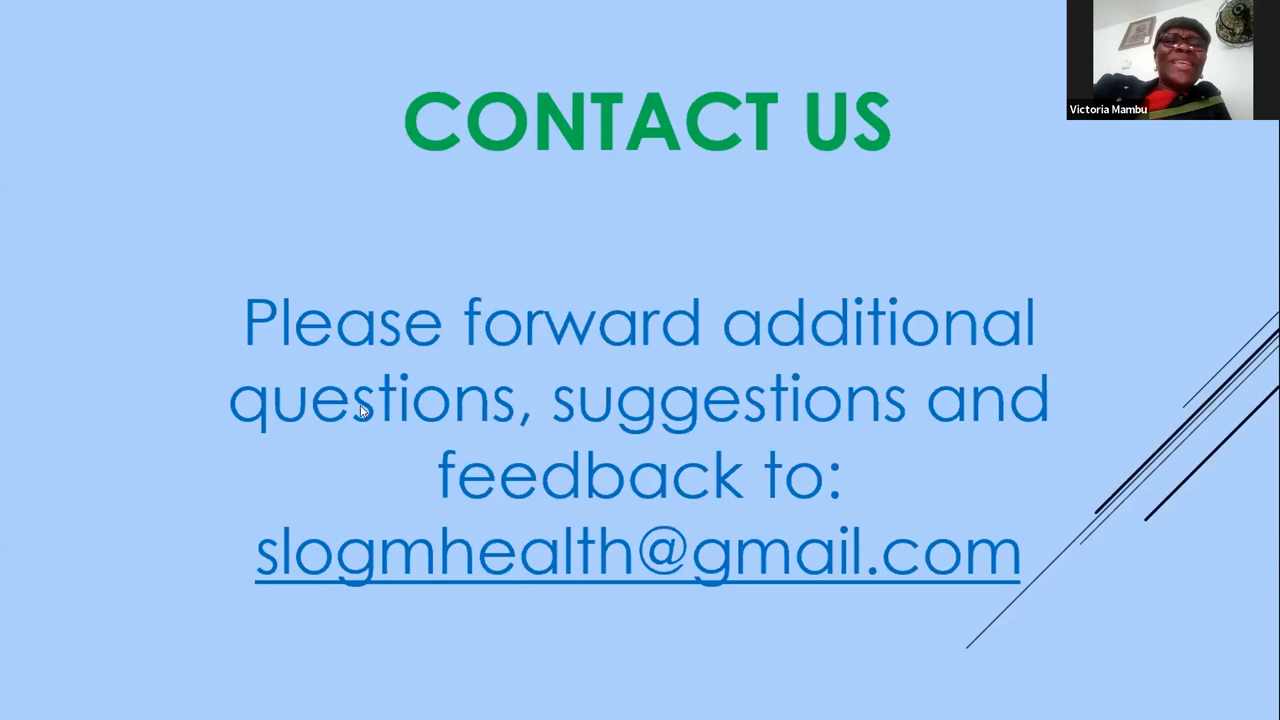 CONTACT US
Victoria Mambu
Please forward additional
questions, suggestions and
feedback to:
slogmhealth@gmail.com